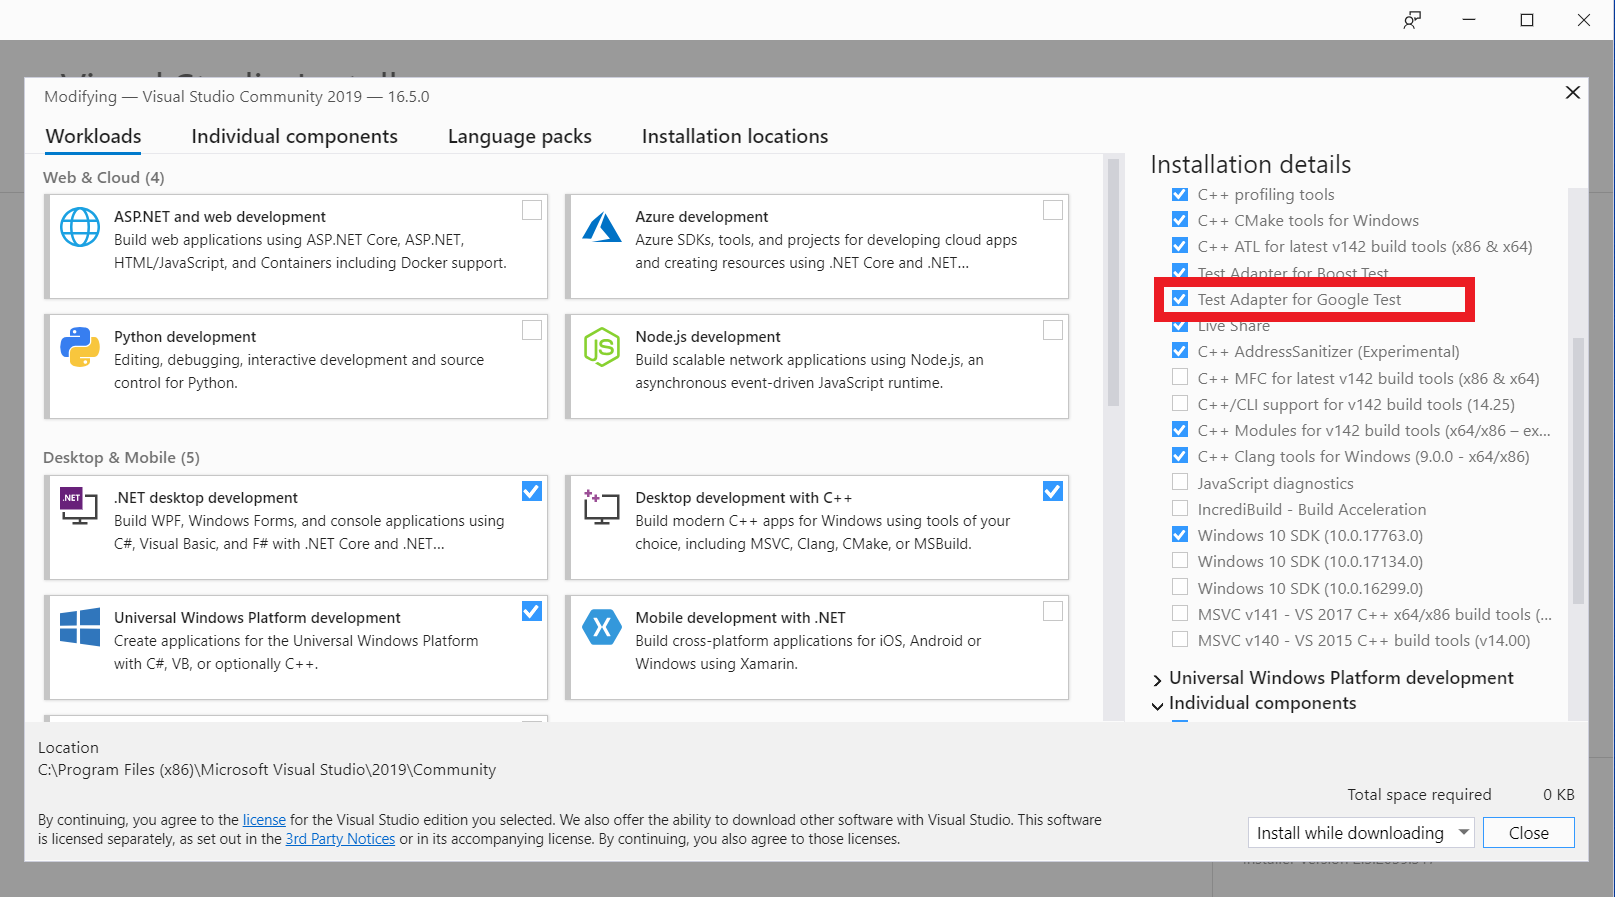 Modifying — Visual Studio Community 2019 — 16.5.0
Workloads
Individual components
Language packs
Installation locations
Web & Cloud (4)
ASP.NET and web development
Build web applications using ASP.NET Core, ASP.NET,
HTML/JavaScript, and Containers including Docker support.
Azure development
Azure SDKs, tools, and projects for developing cloud apps
and creating resources using .NET Core and .NET...
Python development
Editing, debugging, interactive development and source
control for Python.
Node.js development
Build scalable network applications using Node.js, an
asynchronous event-driven JavaScript runtime.
JS
Desktop & Mobile (5)
.NET
.NET desktop development
Build WPF, Windows Forms, and console applications using
C#, Visual Basic, and F# with .NET Core and .NET...
Desktop development with C++
Build modern C++ apps for Windows using tools of your
choice, including MSVC, Clang, CMake, or MSBuild.
Universal Windows Platform development
Create applications for the Universal Windows Platform
with C#, VB, or optionally C++.
Mobile development with .NET
Build cross-platform applications for iOS, Android or
Windows using Xamarin.
Installation details
C++ profiling tools
C++ CMake tools for Windows
C++ ATL for latest v142 build tools (x86 & x64)
Test Adapter for Boost Test
Test Adapter for Google Test
Live Share
C++ AddressSanitizer (Experimental)
C++ MFC for latest v142 build tools (x86 & x64)
C++/CLI support for v142 build tools (14.25)
C++ Modules for v142 build tools (x64/x86 – ex...
C++ Clang tools for Windows (9.0.0 - x64/x86)
JavaScript diagnostics
IncrediBuild - Build Acceleration
Windows 10 SDK (10.0.17763.0)
Windows 10 SDK (10.0.17134.0)
Windows 10 SDK (10.0.16299.0)
MSVC v141 - VS 2017 C++ x64/x86 build tools (...
MSVC v140 - VS 2015 C++ build tools (v14.00)
Universal Windows Platform development
Individual components
Location
C:\Program Files (x86)\Microsoft Visual Studio\2019\Community
Total space required 0 KB
By continuing, you agree to the license for the Visual Studio edition you selected. We also offer the ability to download other software with Visual Studio. This software
is licensed separately, as set out in the 3rd Party Notices or in its accompanying license. By continuing, you also agree to those licenses.
Install while downloading
Close